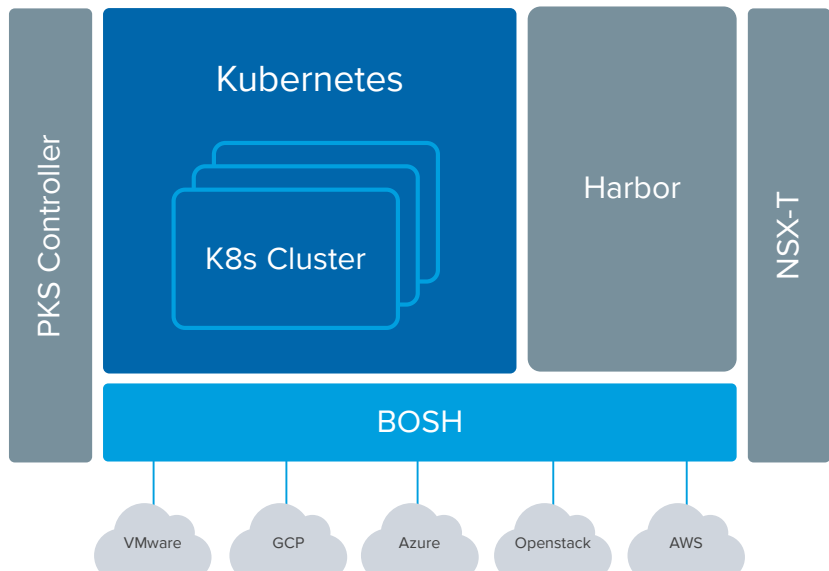 PKS Controller
Kubernetes
K8s Cluster
Harbor
NSX-T
BOSH
VMware
GCP
Azure
Openstack
AWS